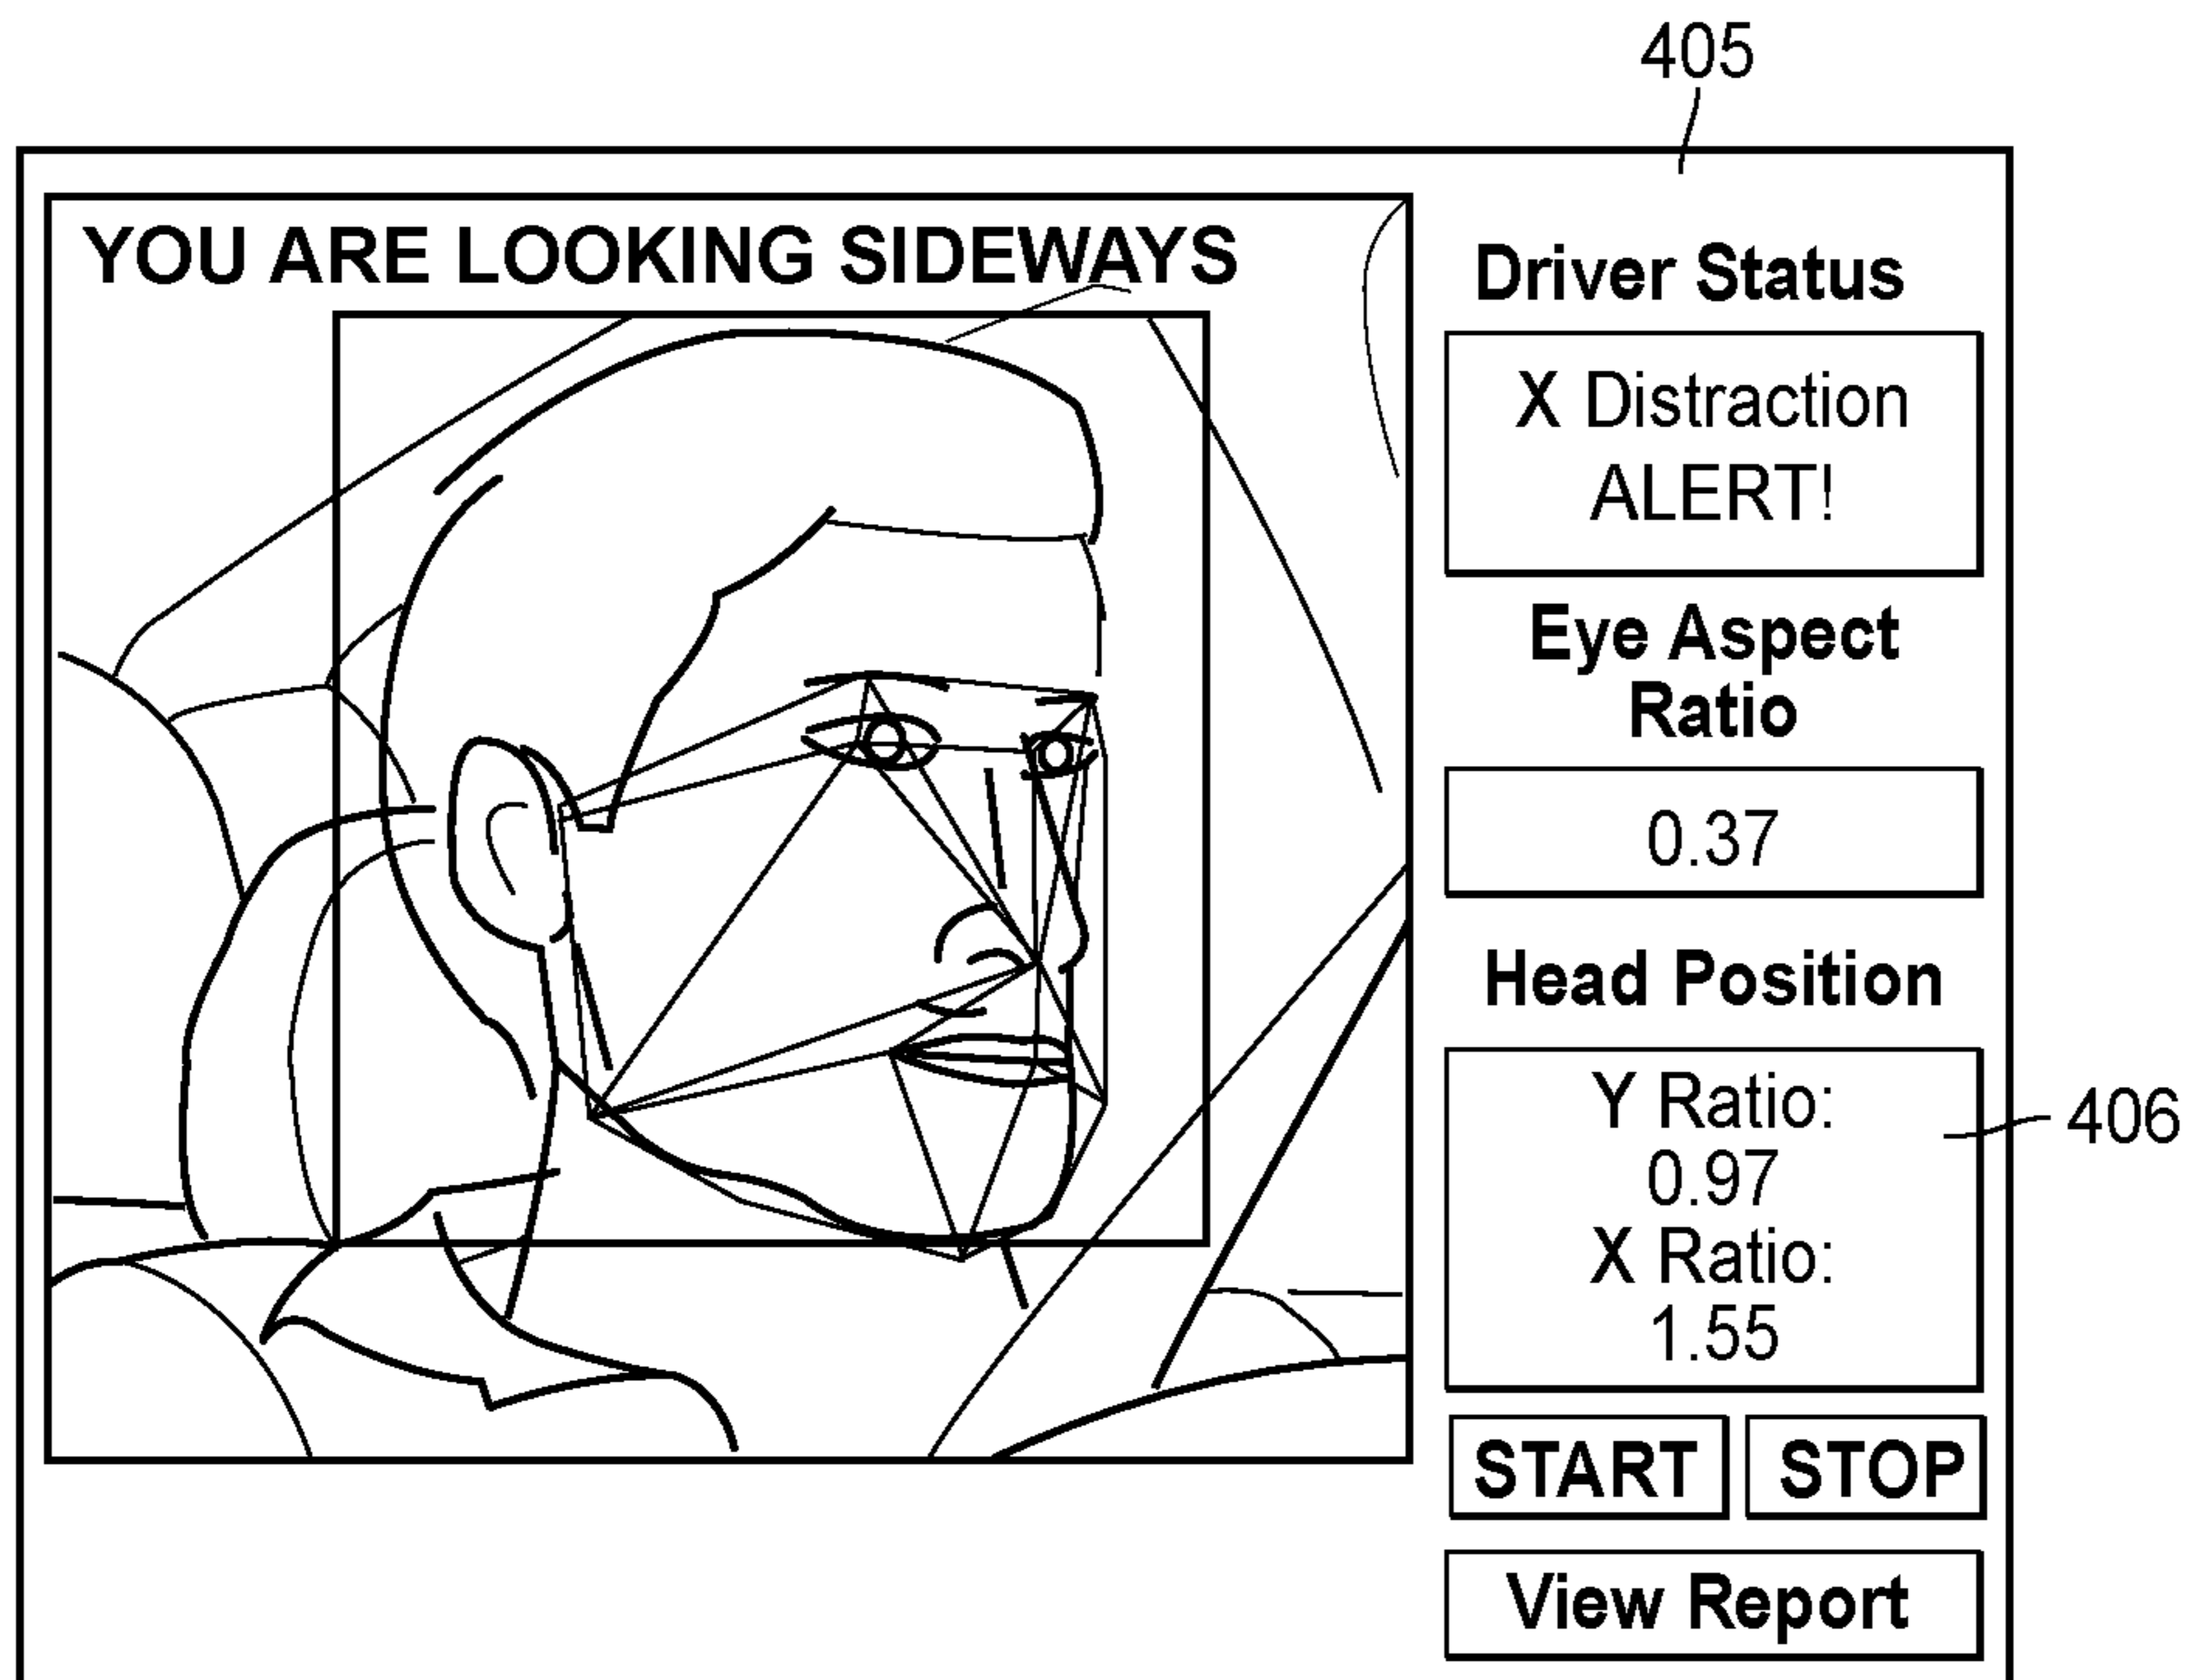 405
YOU ARE LOOKING SIDEWAYS
Driver Status
X Distraction
ALERT!
Eye Aspect
Ratio
0.37
Head Position
Y Ratio:
0.97
X Ratio:
1.55
406
START
STOP
View Report